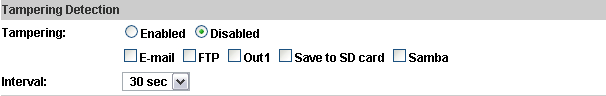 Tampering Detection
Tampering: Enabled Disabled
E-mail FTP Out1 Save to SD card Samba
Interval: 30 sec